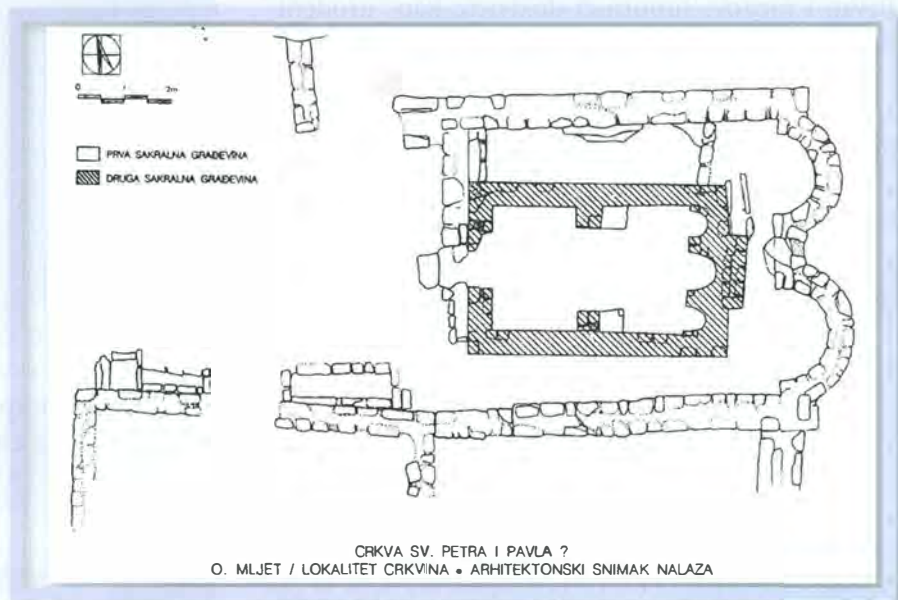 0 1 2m
PRVA SAKRALNA GRAĐEVINA
DRUGA SAKRALNA GRAĐEVINA
CRKVA SV. PETRA I PAVLA ?
O. MLJET / LOKALITET CRKVINA • ARHITEKTONSKI SNIMAK NALAZA